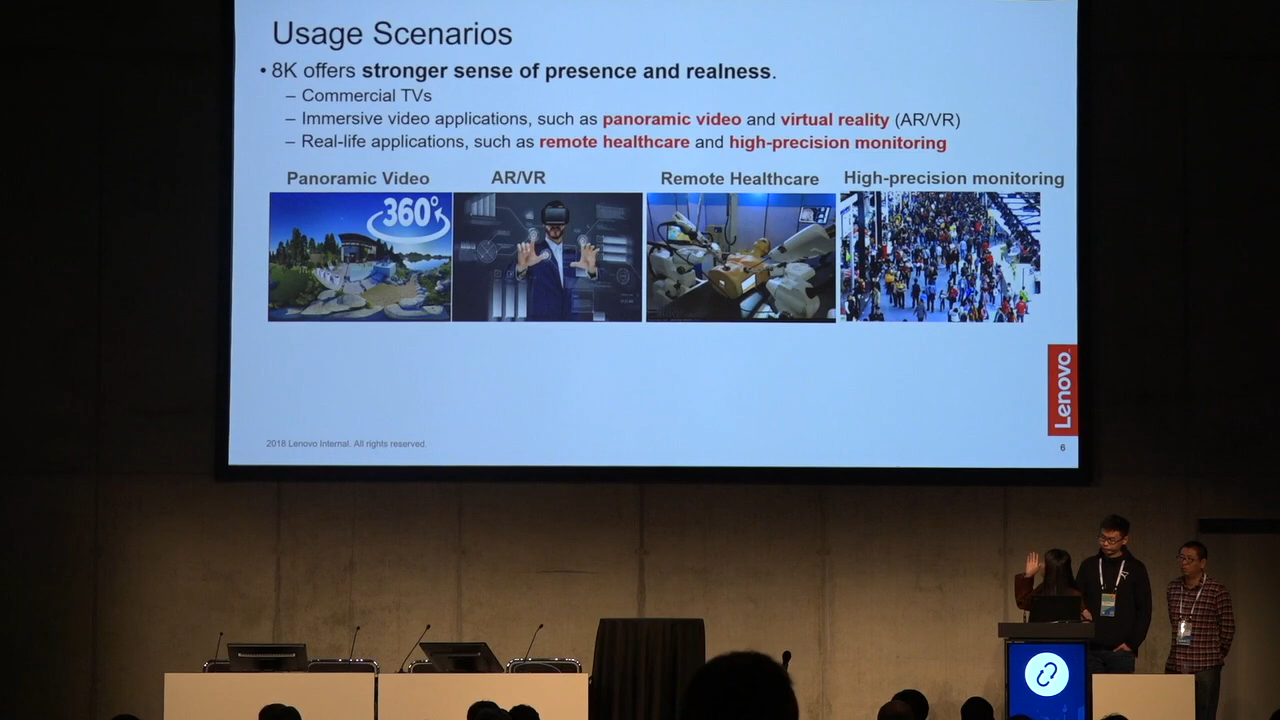 Usage Scenarios
• 8K offers stronger sense of presence and realness.
– Commercial TVs
– Immersive video applications, such as panoramic video and virtual reality (AR/VR)
– Real-life applications, such as remote healthcare and high-precision monitoring
Panoramic Video AR/VR Remote Healthcare High-precision monitoring
360°
Lenovo
2018 Lenovo Internal. All rights reserved.
6